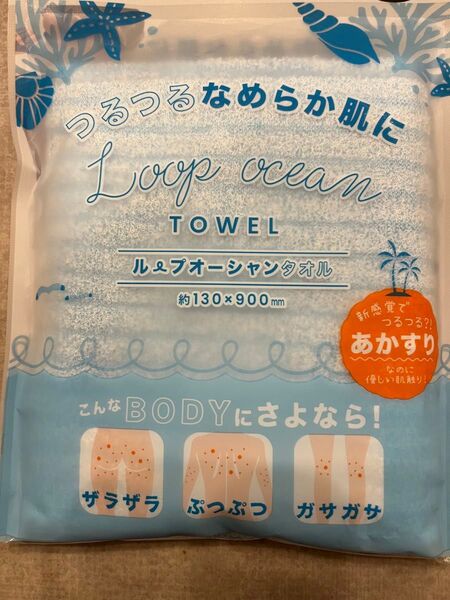 つるつるなめらか肌に
Loop ocean
TOWEL
ループオーシャンタオル
約130×900mm
新感覚で
つるつる?!
あかすり
なのに
優しい肌触り!
こんなBODYにさよなら!
ザラザラ
ぷつぷつ
ガサガサ